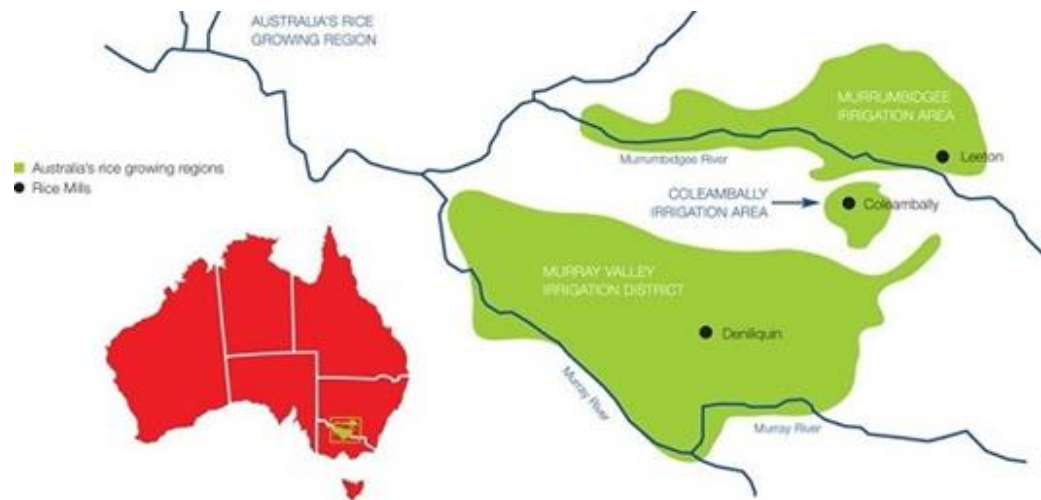 AUSTRALIA'S RICE
GROWING REGION
MURRUMBIDGEE
IRRIGATION AREA
Murrumbidgee River
Leeton
Australia's rice growing regions
Rice Mills
COLEAMBALLY
IRRIGATION AREA
Coleambally
MURRAY VALLEY
IRRIGATION DISTRICT
Deniliquin
Murray River
Murray River